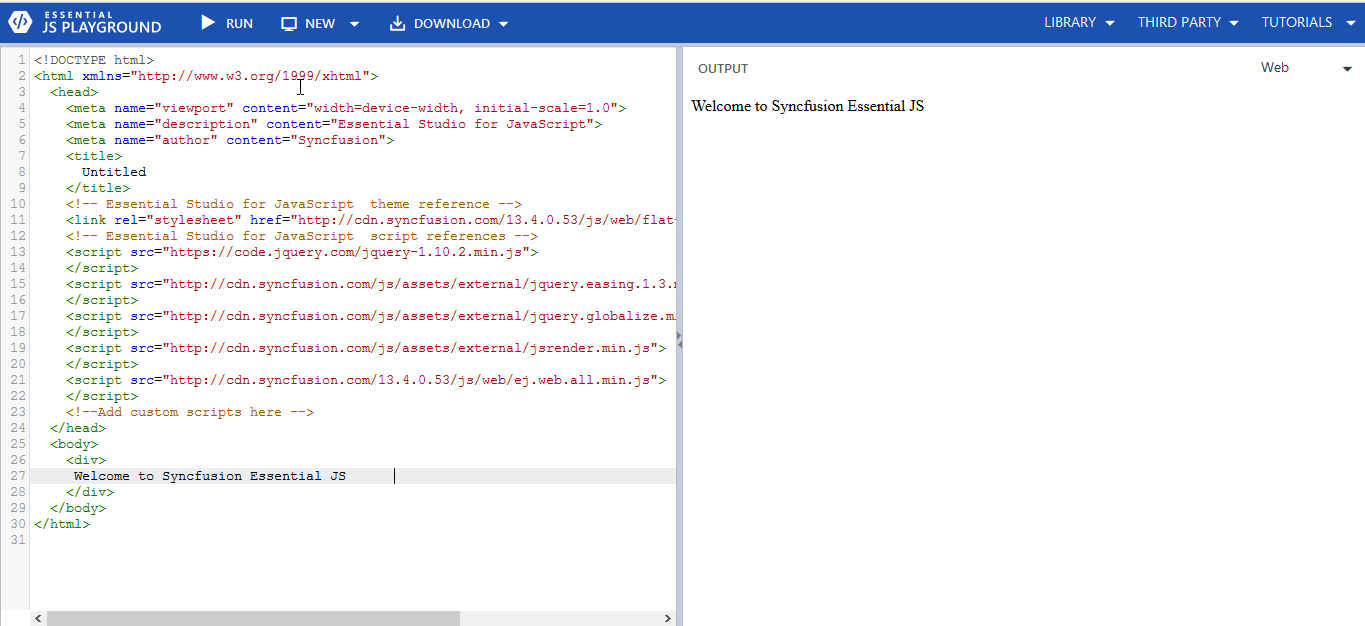 ESSENTIAL
JS PLAYGROUND
RUN
NEW
DOWNLOAD
LIBRARY
THIRD PARTY
TUTORIALS
1 <!DOCTYPE html>
2 <html xmlns="http://www.w3.org/1999/xhtml">
3 <head>
4 <meta name="viewport" content="width=device-width, initial-scale=1.0">
5 <meta name="description" content="Essential Studio for JavaScript">
6 <meta name="author" content="Syncfusion">
7 <title>
8 Untitled
9 </title>
10 <!-- Essential Studio for JavaScript  theme reference -->
11 <link rel="stylesheet" href="http://cdn.syncfusion.com/13.4.0.53/js/web/flat-
12 <!-- Essential Studio for JavaScript  script references -->
13 <script src="https://code.jquery.com/jquery-1.10.2.min.js">
14 </script>
15 <script src="http://cdn.syncfusion.com/js/assets/external/jquery.easing.1.3.
16 </script>
17 <script src="http://cdn.syncfusion.com/js/assets/external/jquery.globalize.m
18 </script>
19 <script src="http://cdn.syncfusion.com/js/assets/external/jsrender.min.js">
20 </script>
21 <script src="http://cdn.syncfusion.com/13.4.0.53/js/web/ej.web.all.min.js">
22 </script>
23 <!--Add custom scripts here -->
24 </head>
25 <body>
26 <div>
27 Welcome to Syncfusion Essential JS
28 </div>
29 </body>
30 </html>
31
OUTPUT
Web
Welcome to Syncfusion Essential JS